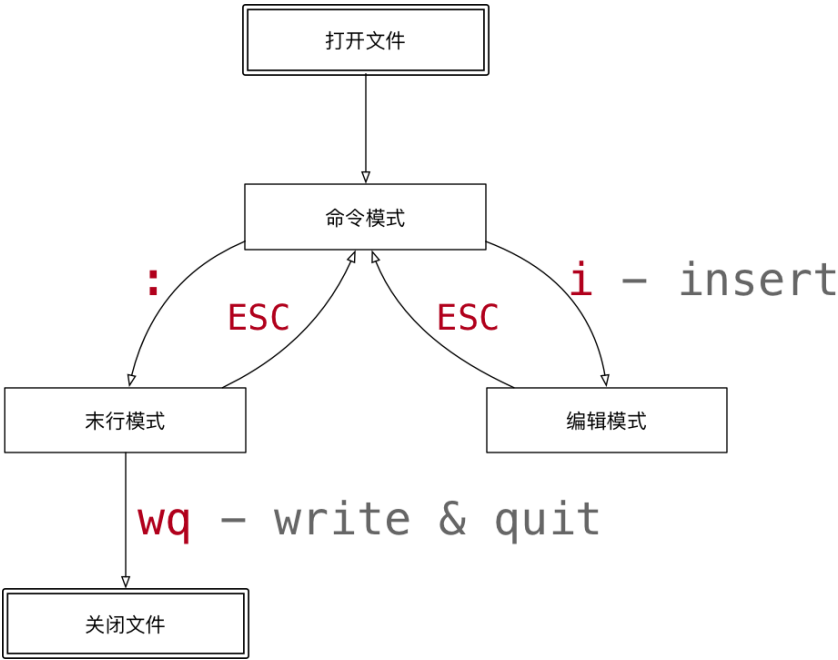 打开文件
命令模式
:
i - insert
ESC
ESC
末行模式
编辑模式
wq - write & quit
关闭文件